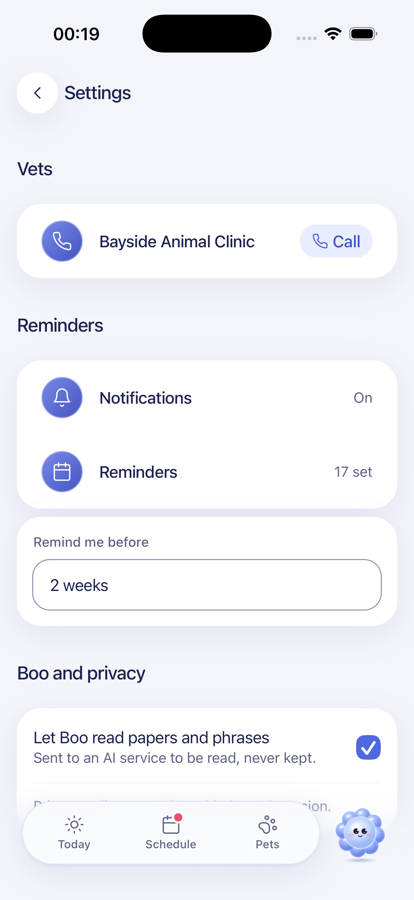 00:19
Settings
Vets
Bayside Animal Clinic
Call
Reminders
Notifications
On
Reminders
17 set
Remind me before
2 weeks
Boo and privacy
Let Boo read papers and phrases
Sent to an AI service to be read, never kept.
Today
Schedule
Pets